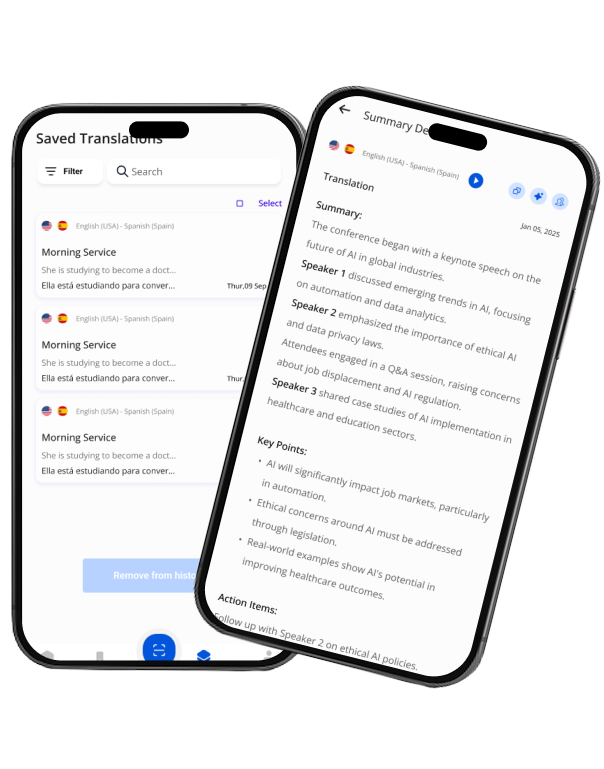 Saved Translations
Filter
Search
Select
English (USA) - Spanish (Spain)
Morning Service
She is studying to become a doct...
Ella está estudiando para conver...
Thur,09 Sep
English (USA) - Spanish (Spain)
Morning Service
She is studying to become a doct...
Ella está estudiando para conver...
Thur,
English (USA) - Spanish (Spain)
Morning Service
She is studying to become a doct...
Ella está estudiando para conver...
Remove from
Summary
English (USA) - Spanish (Spain)
Translation
Jan 05, 2025
Summary:
The conference began with a keynote speech on the
future of AI in global industries.
Speaker 1 discussed emerging trends in AI, focusing
on automation and data analytics.
Speaker 2 emphasized the importance of ethical AI
and data privacy laws.
Attendees engaged in a Q&A session, raising concerns
about job displacement and AI regulation.
Speaker 3 shared case studies of AI implementation in
healthcare and education sectors.
Key Points:
• AI will significantly impact job markets, particularly
in automation.
• Ethical concerns around AI must be addressed
through legislation.
• Real-world examples show AI's potential in
improving healthcare outcomes.
Action Items:
Follow up with Speaker 2 on ethical AI policies.